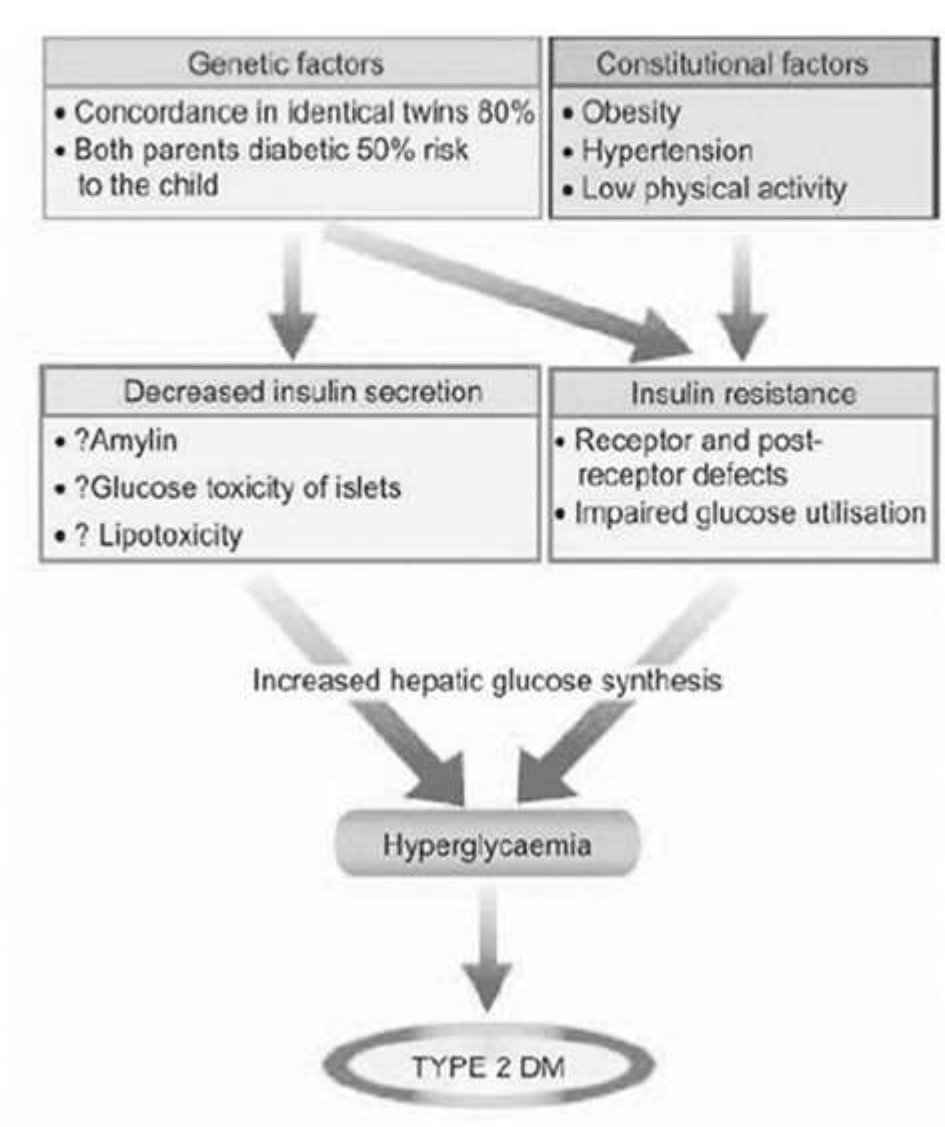 Genetic factors
• Concordance in identical twins 80%
• Both parents diabetic 50% risk
to the child
Constitutional factors
• Obesity
• Hypertension
• Low physical activity
Decreased insulin secretion
• ?Amylin
• ?Glucose toxicity of islets
• ? Lipotoxicity
Insulin resistance
• Receptor and post-
receptor defects
• Impaired glucose utilisation
Increased hepatic glucose synthesis
Hyperglycaemia
TYPE 2 DM